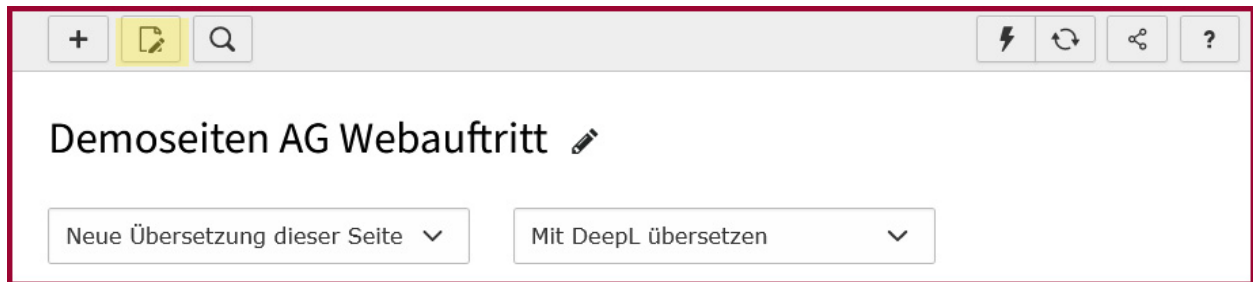 + ?
Demoseiten AG Webauftritt
Neue Übersetzung dieser Seite Mit DeepL übersetzen